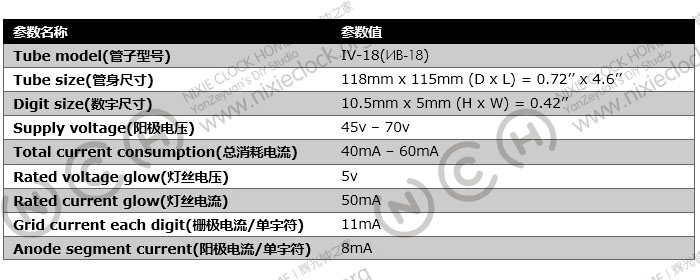 参数名称 参数值
Tube model(管子型号) IV-18(ИВ-18)
Tube size(管身尺寸) 118mm x 115mm (D x L) = 0.72’’ x 4.6’’
Digit size(数字尺寸) 10.5mm x 5mm (H x W) = 0.42’’
Supply voltage(阳极电压) 45v – 70v
Total current consumption(总消耗电流) 40mA – 60mA
Rated voltage glow(灯丝电压) 5v
Rated current glow(灯丝电流) 50mA
Grid current each digit(栅极电流/单字符) 11mA
Anode segment current(阳极电流/单字符) 8mA
NIXIE CLOCK HOME
YanZeyuan's DIY Studio
www.nixieclock.org
NCH